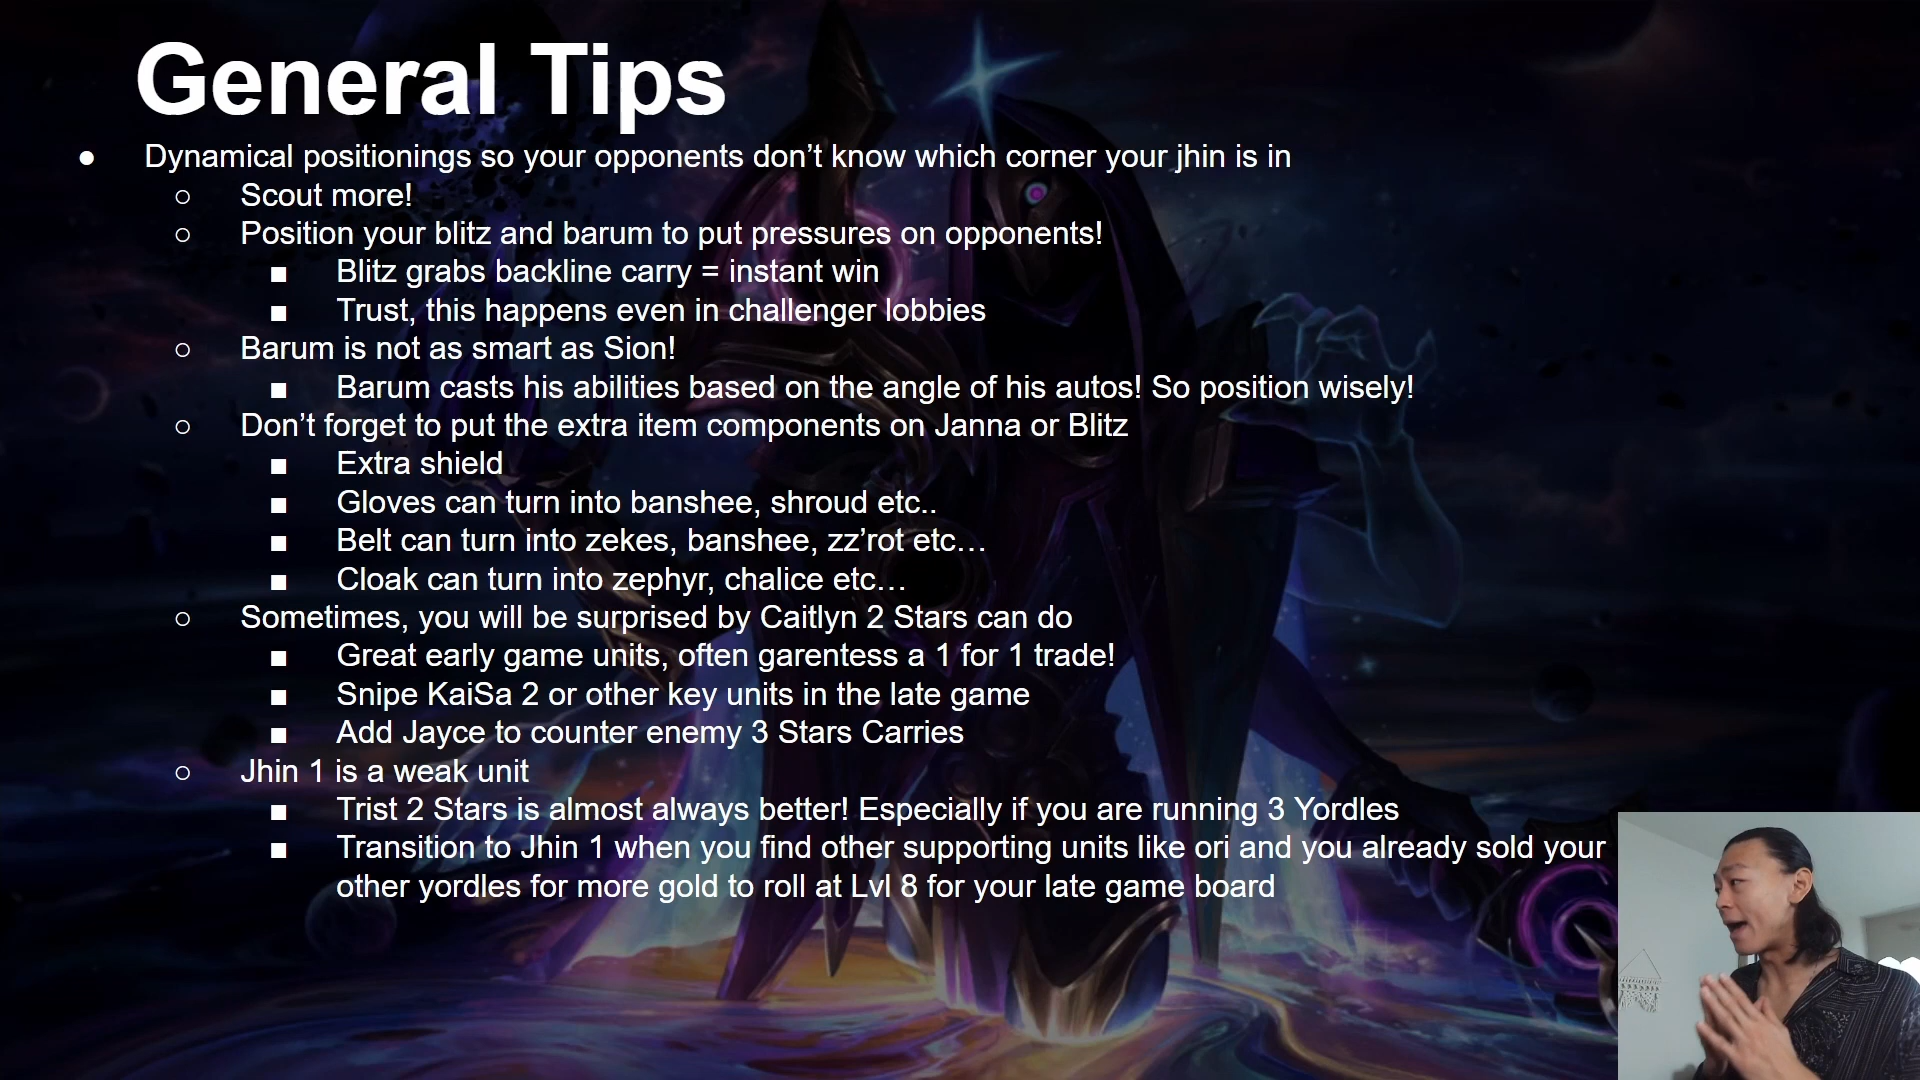 General Tips
● Dynamical positionings so your opponents don’t know which corner your jhin is in
○ Scout more!
○ Position your blitz and barum to put pressures on opponents!
■ Blitz grabs backline carry = instant win
■ Trust, this happens even in challenger lobbies
○ Barum is not as smart as Sion!
■ Barum casts his abilities based on the angle of his autos! So position wisely!
○ Don’t forget to put the extra item components on Janna or Blitz
■ Extra shield
■ Gloves can turn into banshee, shroud etc..
■ Belt can turn into zekes, banshee, zz’rot etc…
■ Cloak can turn into zephyr, chalice etc…
○ Sometimes, you will be surprised by Caitlyn 2 Stars can do
■ Great early game units, often garentess a 1 for 1 trade!
■ Snipe KaiSa 2 or other key units in the late game
■ Add Jayce to counter enemy 3 Stars Carries
○ Jhin 1 is a weak unit
■ Trist 2 Stars is almost always better! Especially if you are running 3 Yordles
■ Transition to Jhin 1 when you find other supporting units like ori and you already sold your
other yordles for more gold to roll at Lvl 8 for your late game board